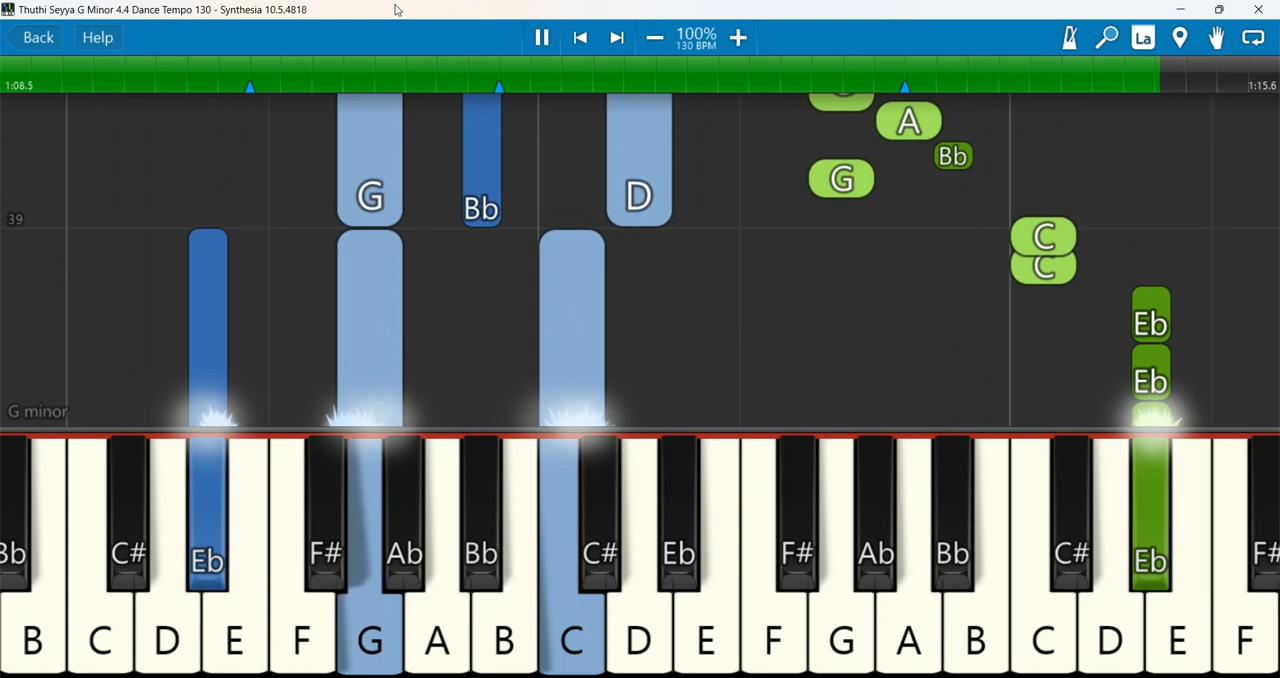 Thuthi Seyya G Minor 4.4 Dance Tempo 130 - Synthesia 10.5.4818
Back Help 100% La
130 BPM
1:08.5 1:15.6
A
Bb
G
G Bb D
39
C
C
Eb
Eb
G minor
Bb C# Eb F# Ab Bb C# Eb F# Ab Bb C# Eb F#
B C D E F G A B C D E F G A B C D E F